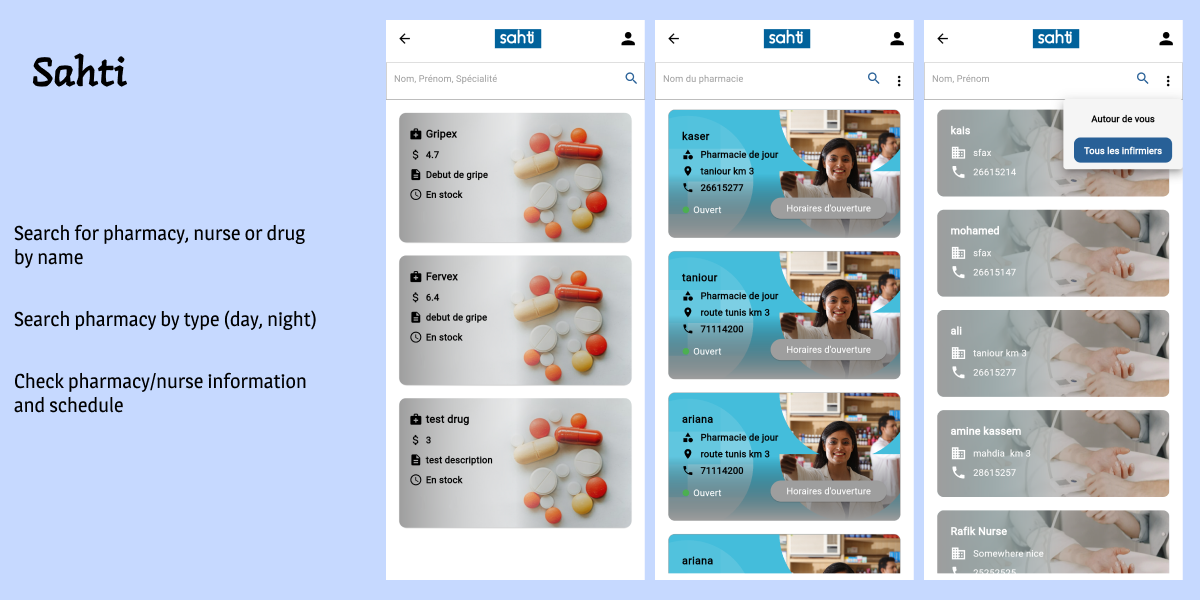 Sahti
Search for pharmacy, nurse or drug
by name
Search pharmacy by type (day, night)
Check pharmacy/nurse information
and schedule
sahti
Nom, Prénom, Spécialité
Gripex
4.7
Debut de gripe
En stock
Fervex
6.4
debut de gripe
En stock
test drug
3
test description
En stock
sahti
Nom du pharmacie
kaser
Pharmacie de jour
taniour km 3
26615277
Ouvert
Horaires d'ouverture
taniour
Pharmacie de jour
route tunis km 3
71114200
Ouvert
Horaires d'ouverture
ariana
Pharmacie de jour
route tunis km 3
71114200
Ouvert
Horaires d'ouverture
ariana
sahti
Nom, Prénom
Autour de vous
Tous les infirmiers
kais
sfax
26615214
mohamed
sfax
26615147
ali
taniour km 3
26615277
amine kassem
mahdia km 3
28615257
Rafik Nurse
Somewhere nice
25252525